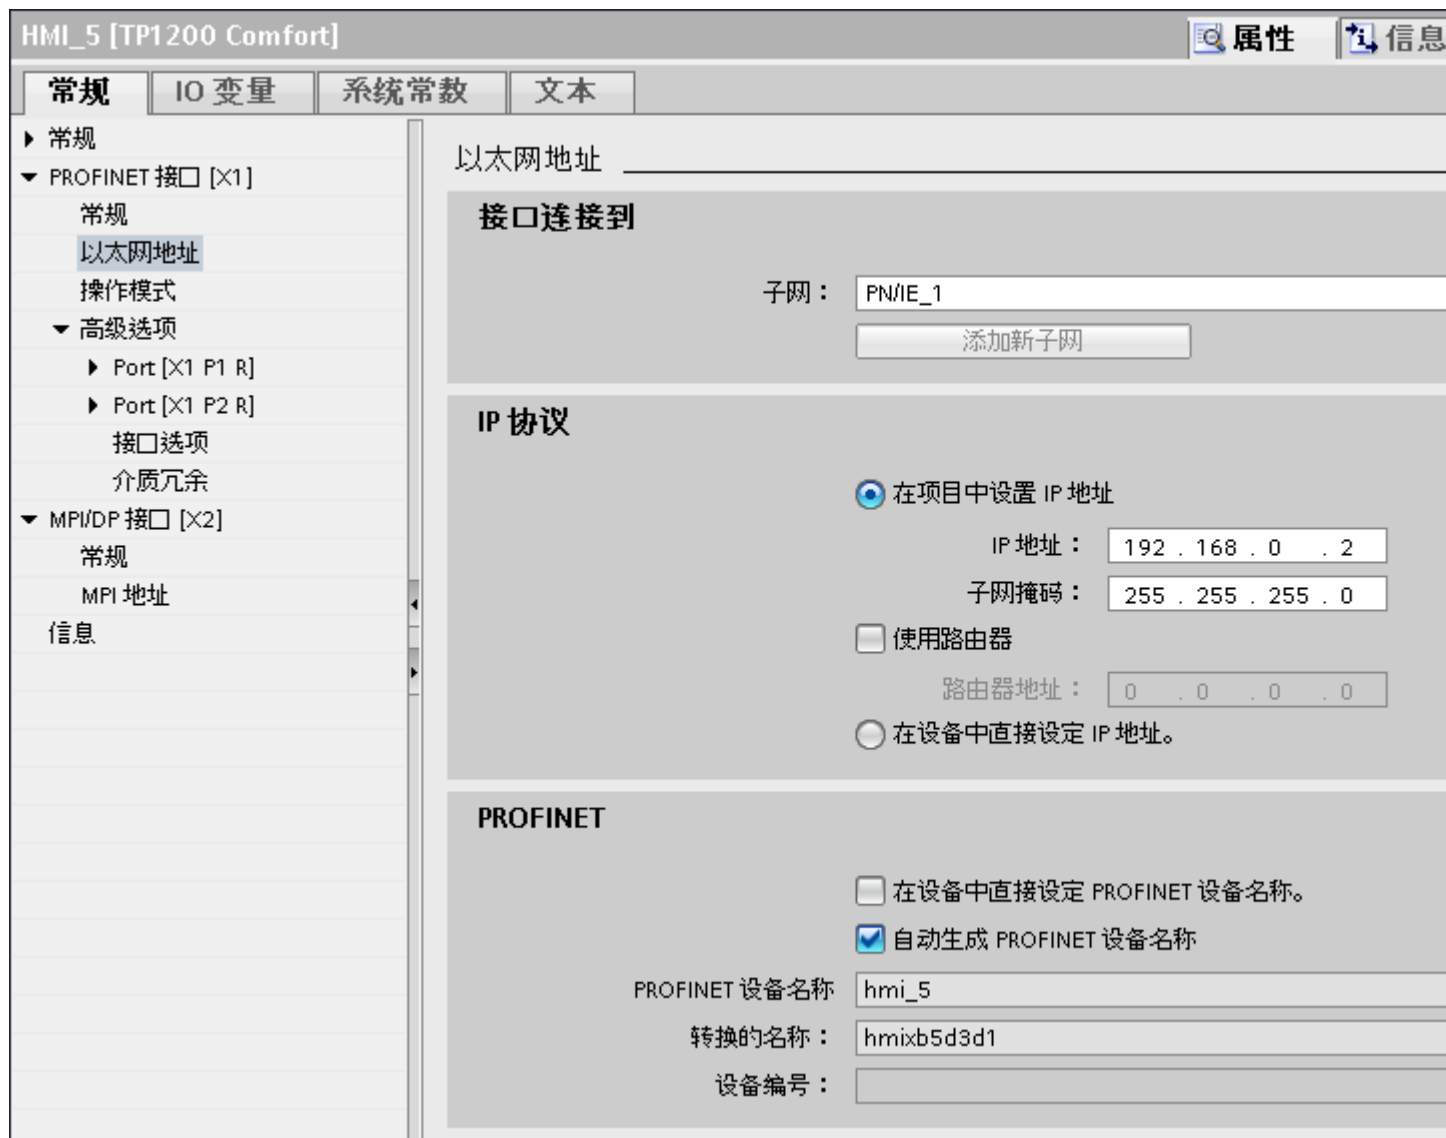 HMI_5 [TP1200 Comfort]
属性
信息
常规
IO 变量
系统常数
文本
常规
PROFINET 接口 [X1]
常规
以太网地址
操作模式
高级选项
Port [X1 P1 R]
Port [X1 P2 R]
接口选项
介质冗余
MPI/DP 接口 [X2]
常规
MPI 地址
信息
以太网地址
接口连接到
子网： PN/IE_1
添加新子网
IP 协议
在项目中设置 IP 地址
IP 地址： 192 . 168 . 0 . 2
子网掩码： 255 . 255 . 255 . 0
使用路由器
路由器地址： 0 . 0 . 0 . 0
在设备中直接设定 IP 地址。
PROFINET
在设备中直接设定 PROFINET 设备名称。
自动生成 PROFINET 设备名称
PROFINET 设备名称 hmi_5
转换的名称： hmixb5d3d1
设备编号：